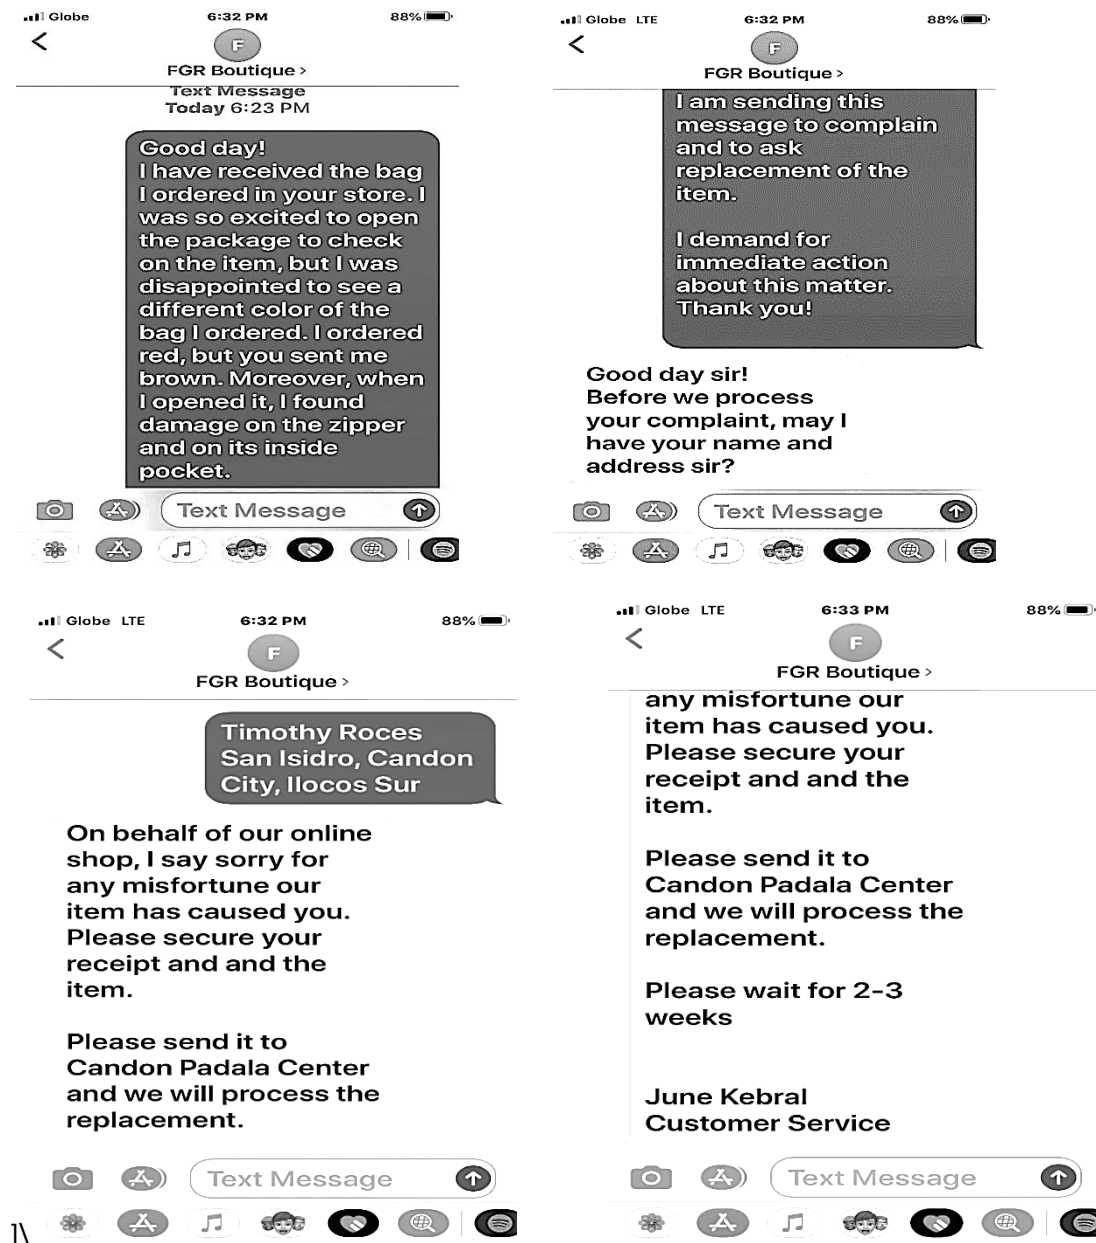 Globe 6:32 PM 88%
F
FGR Boutique >
Text Message
Today 6:23 PM
Good day!
I have received the bag
I ordered in your store. I
was so excited to open
the package to check
on the item, but I was
disappointed to see a
different color of the
bag I ordered. I ordered
red, but you sent me
brown. Moreover, when
I opened it, I found
damage on the zipper
and on its inside
pocket.
Text Message
Globe LTE 6:32 PM 88%
F
FGR Boutique >
I am sending this
message to complain
and to ask
replacement of the
item.
I demand for
immediate action
about this matter.
Thank you!
Good day sir!
Before we process
your complaint, may I
have your name and
address sir?
Text Message
Globe LTE 6:32 PM 88%
F
FGR Boutique >
Timothy Roces
San Isidro, Candon
City, Ilocos Sur
On behalf of our online
shop, I say sorry for
any misfortune our
item has caused you.
Please secure your
receipt and and the
item.
Please send it to
Candon Padala Center
and we will process the
replacement.
Text Message
Globe LTE 6:33 PM 88%
F
FGR Boutique >
any misfortune our
item has caused you.
Please secure your
receipt and and the
item.
Please send it to
Candon Padala Center
and we will process the
replacement.
Please wait for 2-3
weeks
June Kebral
Customer Service
Text Message
]\